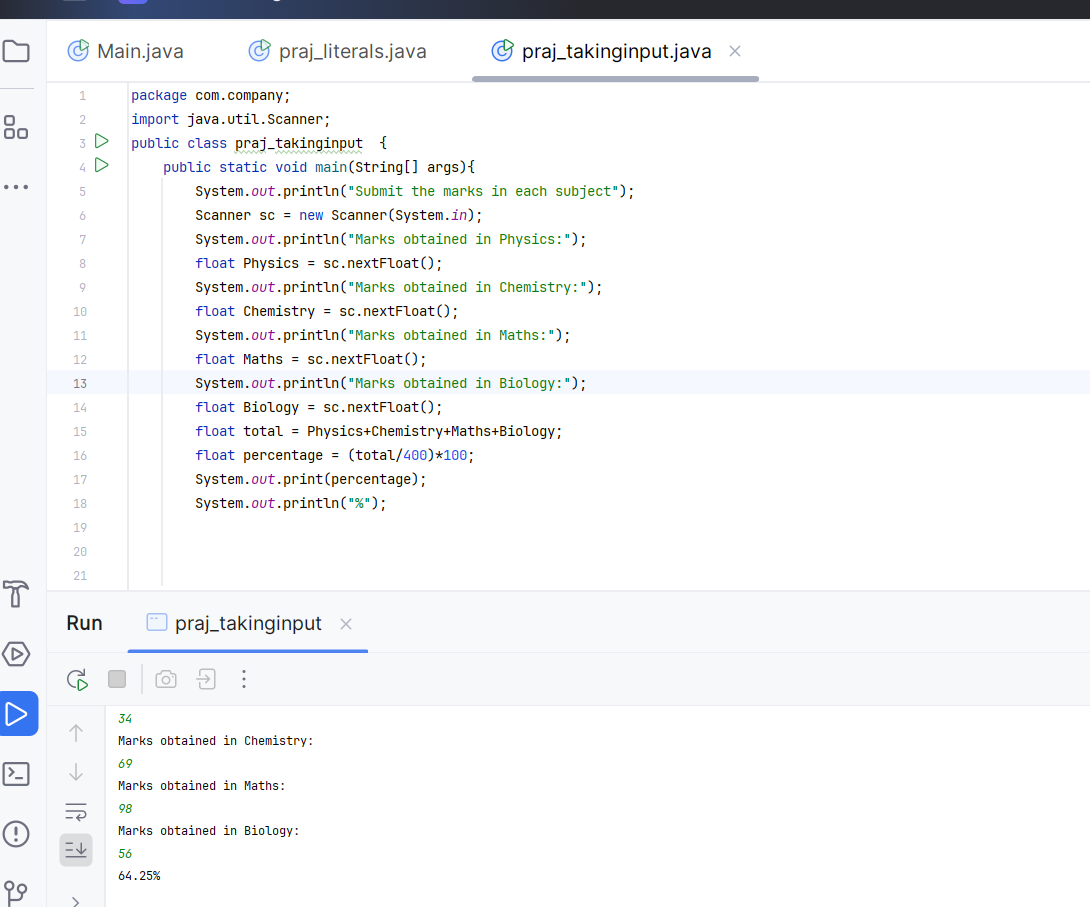 Main.java praj_literals.java praj_takinginput.java
1 package com.company;
2 import java.util.Scanner;
3 public class praj_takinginput  {
4     public static void main(String[] args){
5         System.out.println("Submit the marks in each subject");
6         Scanner sc = new Scanner(System.in);
7         System.out.println("Marks obtained in Physics:");
8         float Physics = sc.nextFloat();
9         System.out.println("Marks obtained in Chemistry:");
10         float Chemistry = sc.nextFloat();
11         System.out.println("Marks obtained in Maths:");
12         float Maths = sc.nextFloat();
13         System.out.println("Marks obtained in Biology:");
14         float Biology = sc.nextFloat();
15         float total = Physics+Chemistry+Maths+Biology;
16         float percentage = (total/400)*100;
17         System.out.print(percentage);
18         System.out.println("%");
19
20
21
Run praj_takinginput
34
Marks obtained in Chemistry:
69
Marks obtained in Maths:
98
Marks obtained in Biology:
56
64.25%